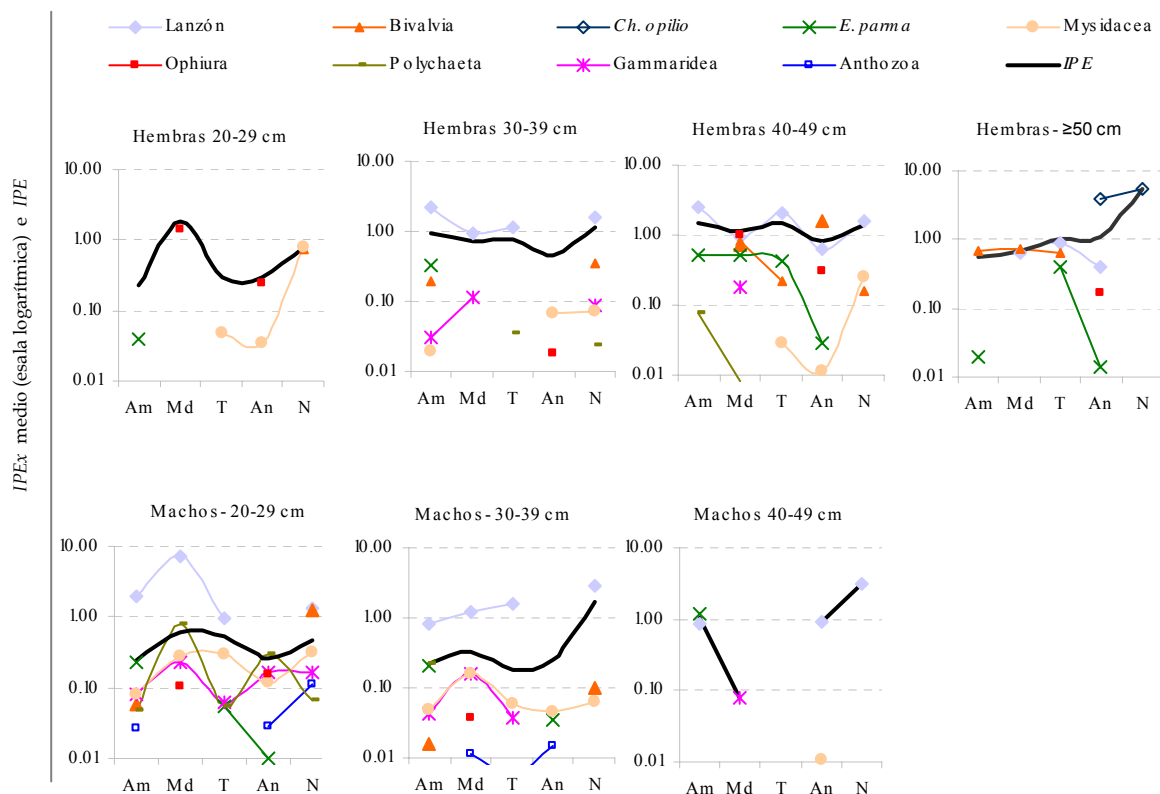 Lanzón Bivalvia Ch. opilio E. parma Mysidacea
Ophiura Polychaeta Gammaridea Anthozoa IPE
IPEx medio (esala logarítmica) e IPE
Hembras 20-29 cm
10.00
1.00
0.10
0.01
Am Md T An N
Hembras 30-39 cm
10.00
1.00
0.10
0.01
Am Md T An N
Hembras 40-49 cm
10.00
1.00
0.10
0.01
Am Md T An N
Hembras- ≥50 cm
10.00
1.00
0.10
0.01
Am Md T An N
Machos- 20-29 cm
10.00
1.00
0.10
0.01
Am Md T An N
Machos- 30-39 cm
10.00
1.00
0.10
0.01
Am Md T An N
Machos 40-49 cm
10.00
1.00
0.10
0.01
Am Md T An N